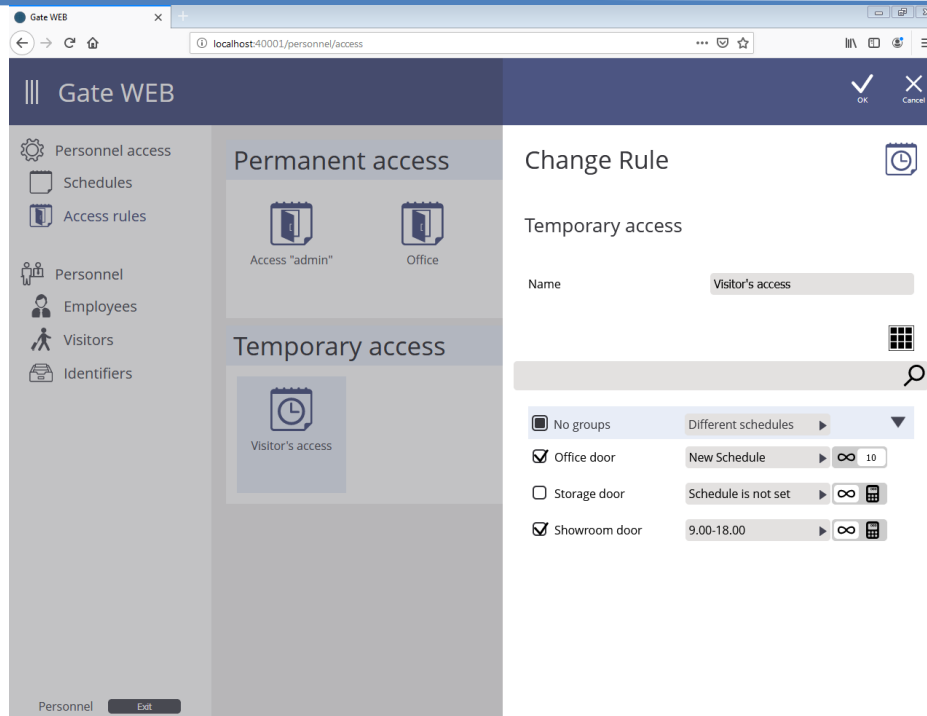 Gate WEB
localhost:40001/personnel/access
Gate WEB
OK
Cancel
Personnel access
Schedules
Access rules
Personnel
Employees
Visitors
Identifiers
Personnel
Exit
Permanent access
Access "admin"
Office
Temporary access
Visitor's access
Change Rule
Temporary access
Name Visitor's access
No groups Different schedules
Office door New Schedule 10
Storage door Schedule is not set
Showroom door 9.00-18.00